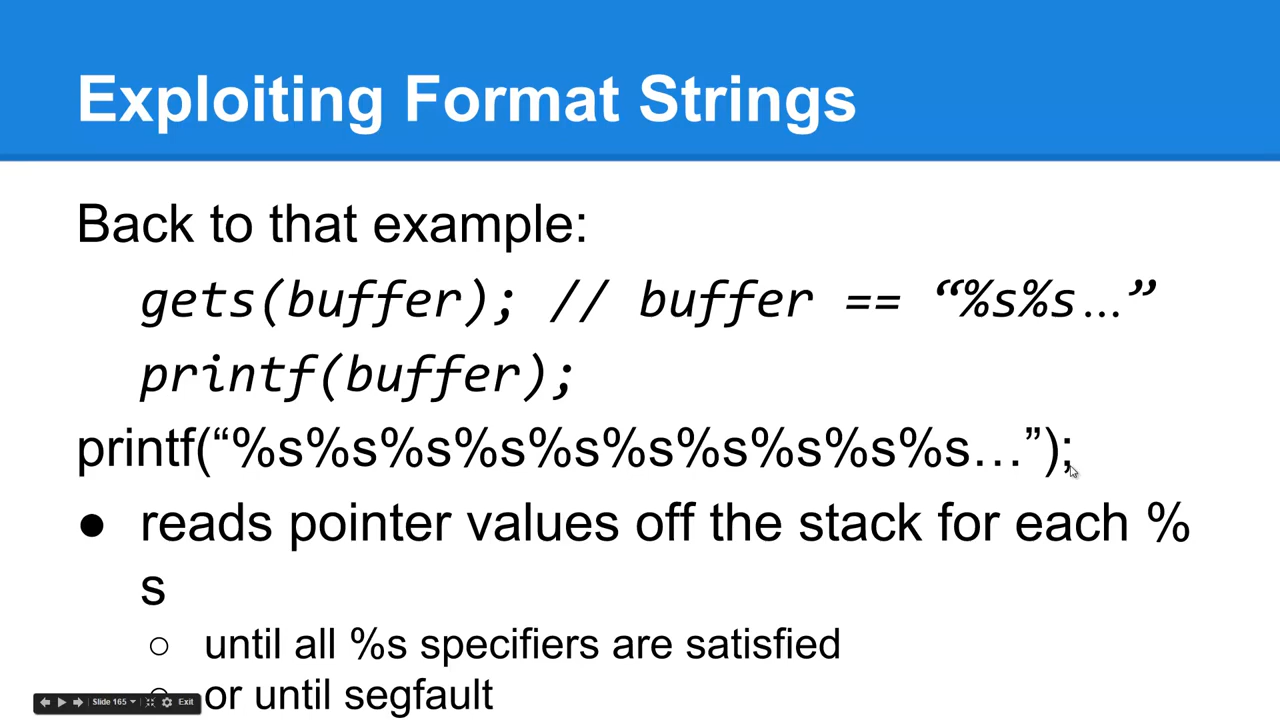 Exploiting Format Strings
Back to that example:
gets(buffer); // buffer == “%s%s…”
printf(buffer);
printf(“%s%s%s%s%s%s%s%s%s%s…”);
● reads pointer values off the stack for each %
s
○ until all %s specifiers are satisfied
○ or until segfault
Slide 165 Exit